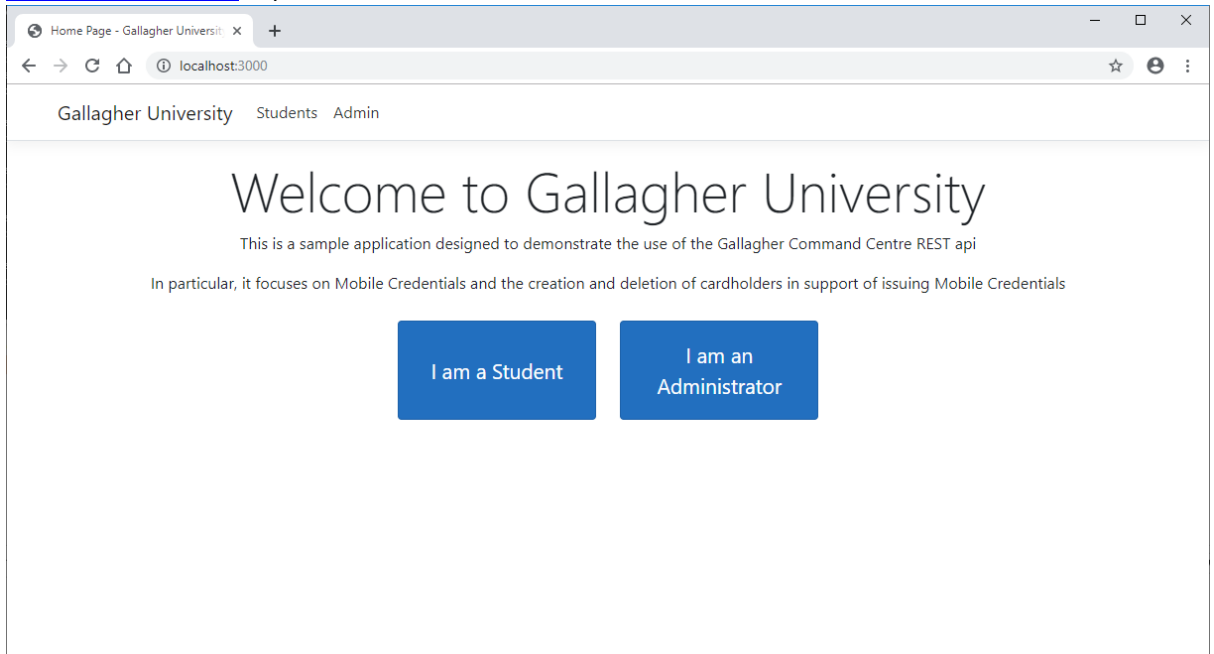 Home Page - Gallagher Universit
localhost:3000
Gallagher University Students Admin
Welcome to Gallagher University
This is a sample application designed to demonstrate the use of the Gallagher Command Centre REST api
In particular, it focuses on Mobile Credentials and the creation and deletion of cardholders in support of issuing Mobile Credentials
I am a Student
I am an
Administrator